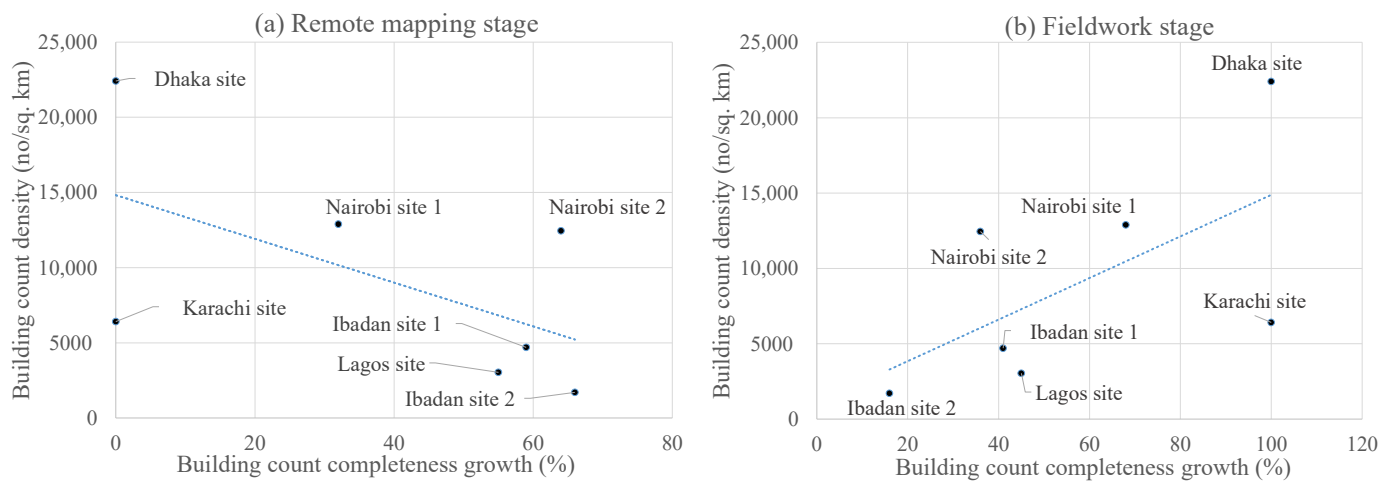 (a) Remote mapping stage
Building count density (no/sq. km)
25,000
20,000
15,000
10,000
5000
0
Dhaka site
Nairobi site 1
Nairobi site 2
Karachi site
Ibadan site 1
Lagos site
Ibadan site 2
0 20 40 60 80
Building count completeness growth (%)
(b) Fieldwork stage
Building count density (no/sq. km)
25,000
20,000
15,000
10,000
5000
0
Dhaka site
Nairobi site 1
Nairobi site 2
Karachi site
Ibadan site 1
Lagos site
Ibadan site 2
0 20 40 60 80 100 120
Building count completeness growth (%)